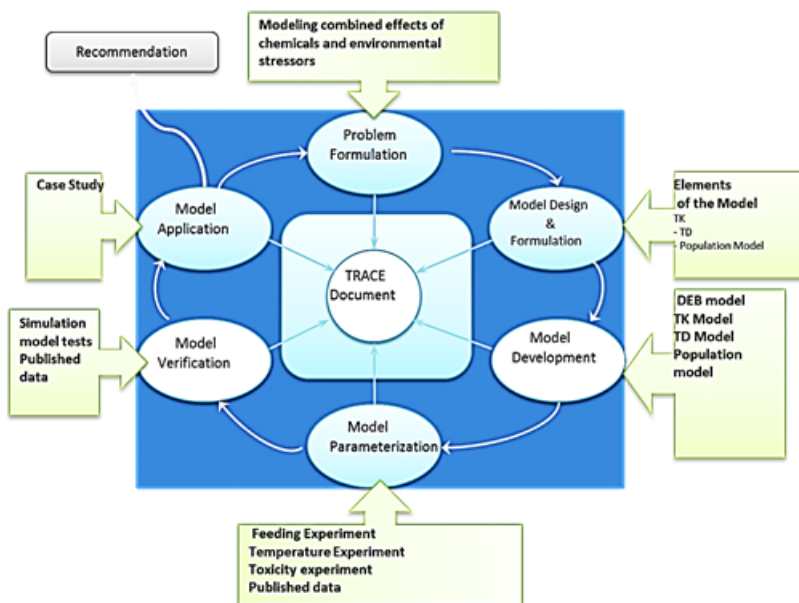 Modeling combined effects of
chemicals and environmental
stressors
Recommendation
Problem
Formulation
Case Study
Model
Application
Model Design
&
Formulation
Elements
of the Model
TK
- TD
- Population Model
TRACE
Document
Simulation
model tests
Published
data
Model
Verification
Model
Development
DEB model
TK Model
TD Model
Population
model
Model
Parameterization
Feeding Experiment
Temperature Experiment
Toxicity experiment
Published data